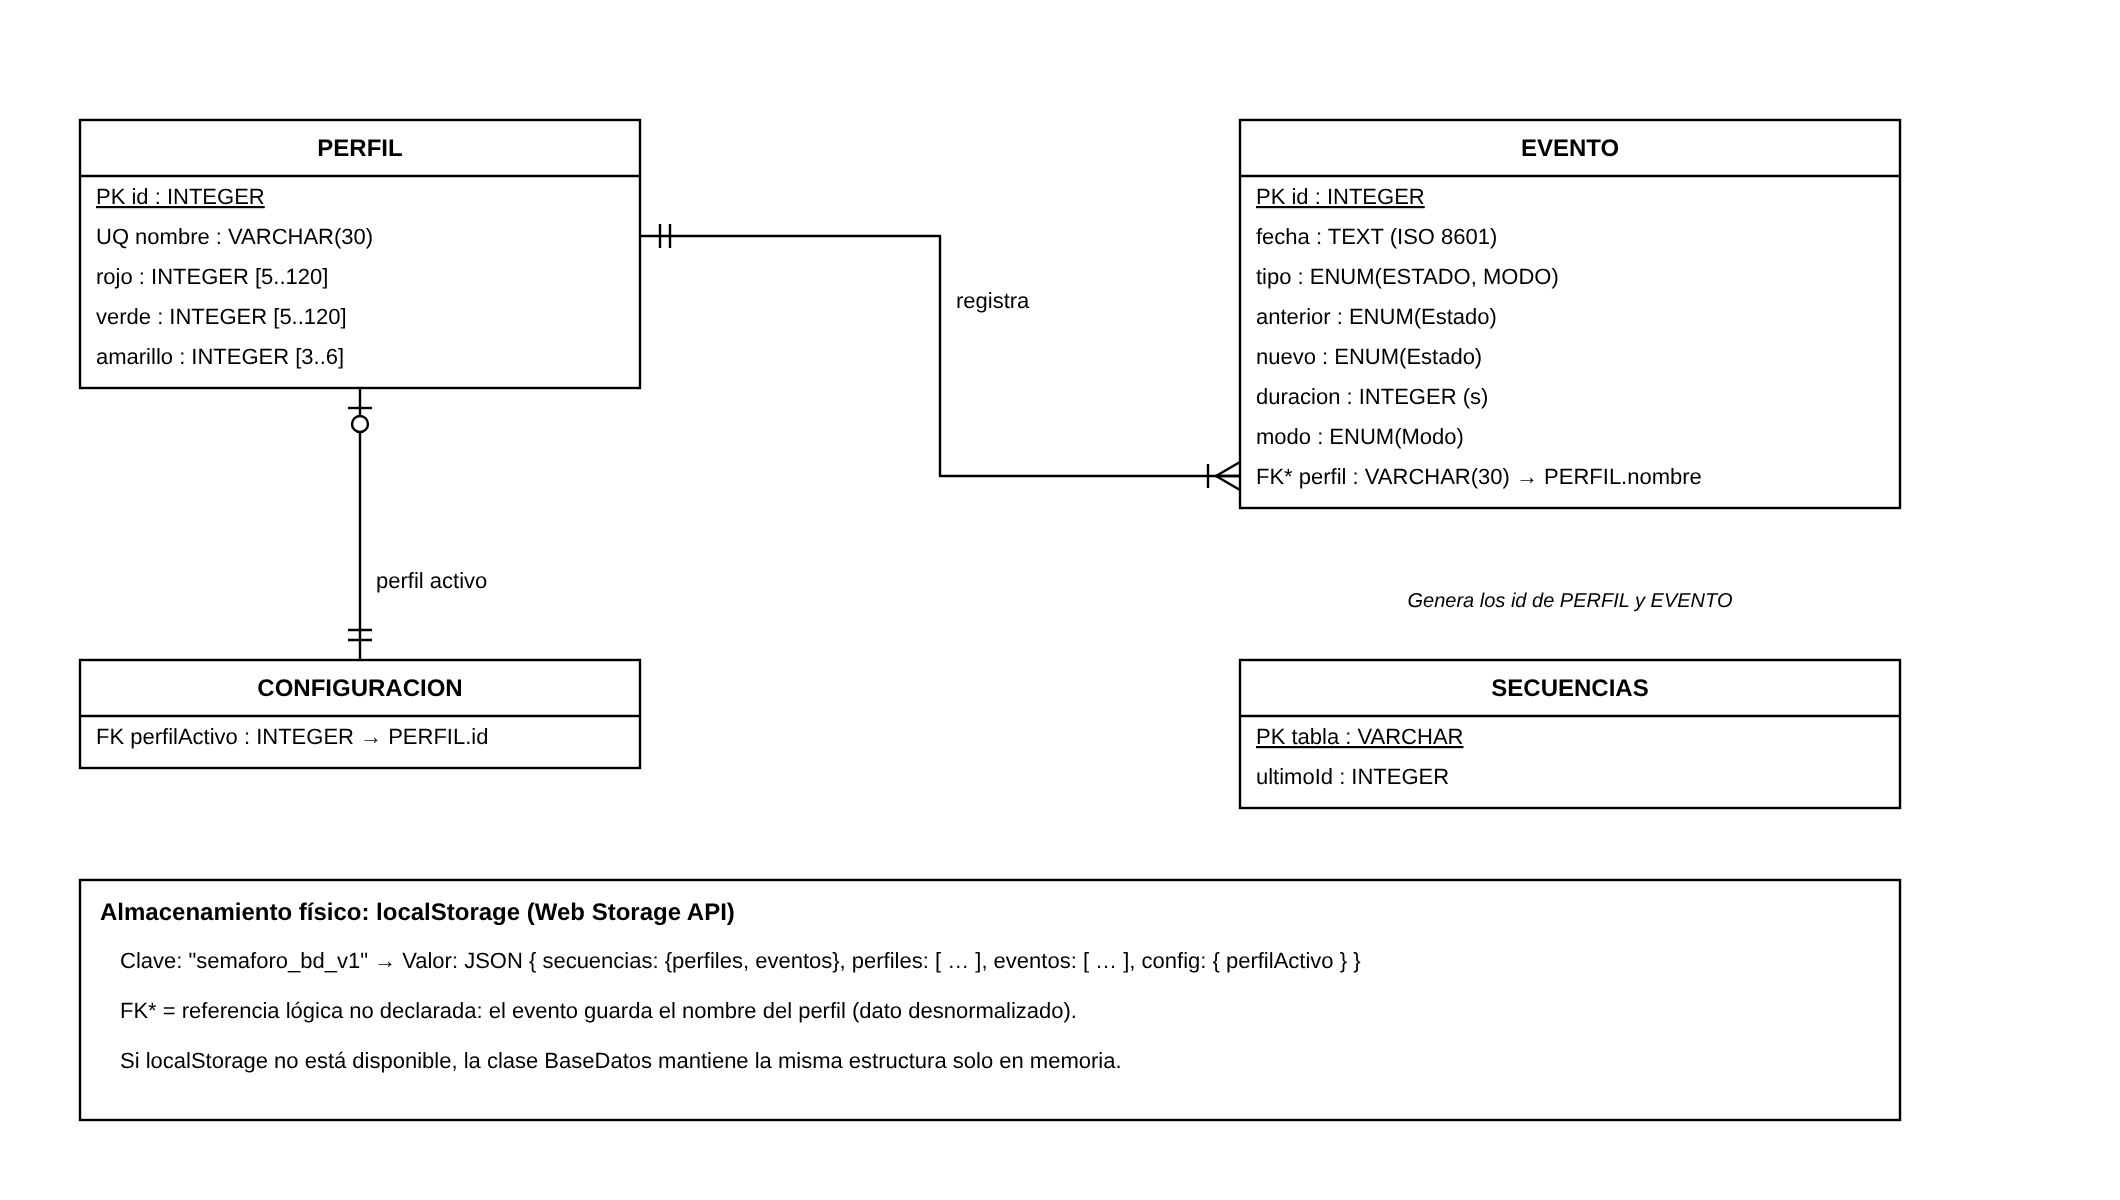 PERFIL
PK id : INTEGER
UQ nombre : VARCHAR(30)
rojo : INTEGER [5..120]
verde : INTEGER [5..120]
amarillo : INTEGER [3..6]
EVENTO
PK id : INTEGER
fecha : TEXT (ISO 8601)
tipo : ENUM(ESTADO, MODO)
anterior : ENUM(Estado)
nuevo : ENUM(Estado)
duracion : INTEGER (s)
modo : ENUM(Modo)
FK* perfil : VARCHAR(30) → PERFIL.nombre
registra
perfil activo
Genera los id de PERFIL y EVENTO
CONFIGURACION
FK perfilActivo : INTEGER → PERFIL.id
SECUENCIAS
PK tabla : VARCHAR
ultimoId : INTEGER
Almacenamiento físico: localStorage (Web Storage API)
Clave: "semaforo_bd_v1" → Valor: JSON { secuencias: {perfiles, eventos}, perfiles: [ … ], eventos: [ … ], config: { perfilActivo } }
FK* = referencia lógica no declarada: el evento guarda el nombre del perfil (dato desnormalizado).
Si localStorage no está disponible, la clase BaseDatos mantiene la misma estructura solo en memoria.